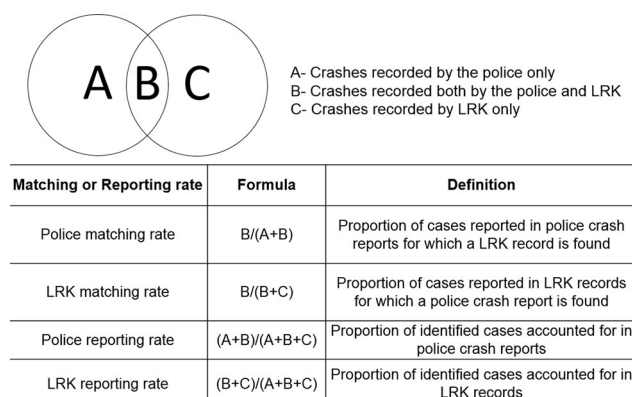 A B C
A- Crashes recorded by the police only
B- Crashes recorded both by the police and LRK
C- Crashes recorded by LRK only
Matching or Reporting rate Formula Definition
Police matching rate B/(A+B) Proportion of cases reported in police crash
reports for which a LRK record is found
LRK matching rate B/(B+C) Proportion of cases reported in LRK records
for which a police crash report is found
Police reporting rate (A+B)/(A+B+C) Proportion of identified cases accounted for in
police crash reports
LRK reporting rate (B+C)/(A+B+C) Proportion of identified cases accounted for in
LRK records